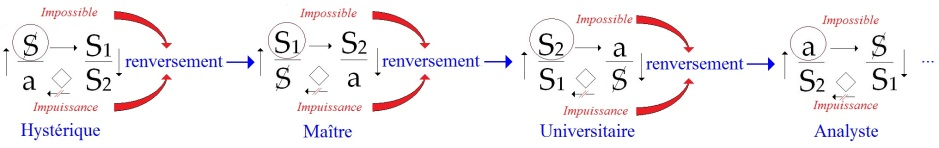 Impossible Impossible Impossible Impossible
$ → S1 S1 → S2 S2 → a a → $
renversement → renversement → renversement → ...
a ◇ S2 $ ◇ a S1 ◇ $ S2 ◇ S1
Impuissance Impuissance Impuissance Impuissance
Hystérique Maître Universitaire Analyste